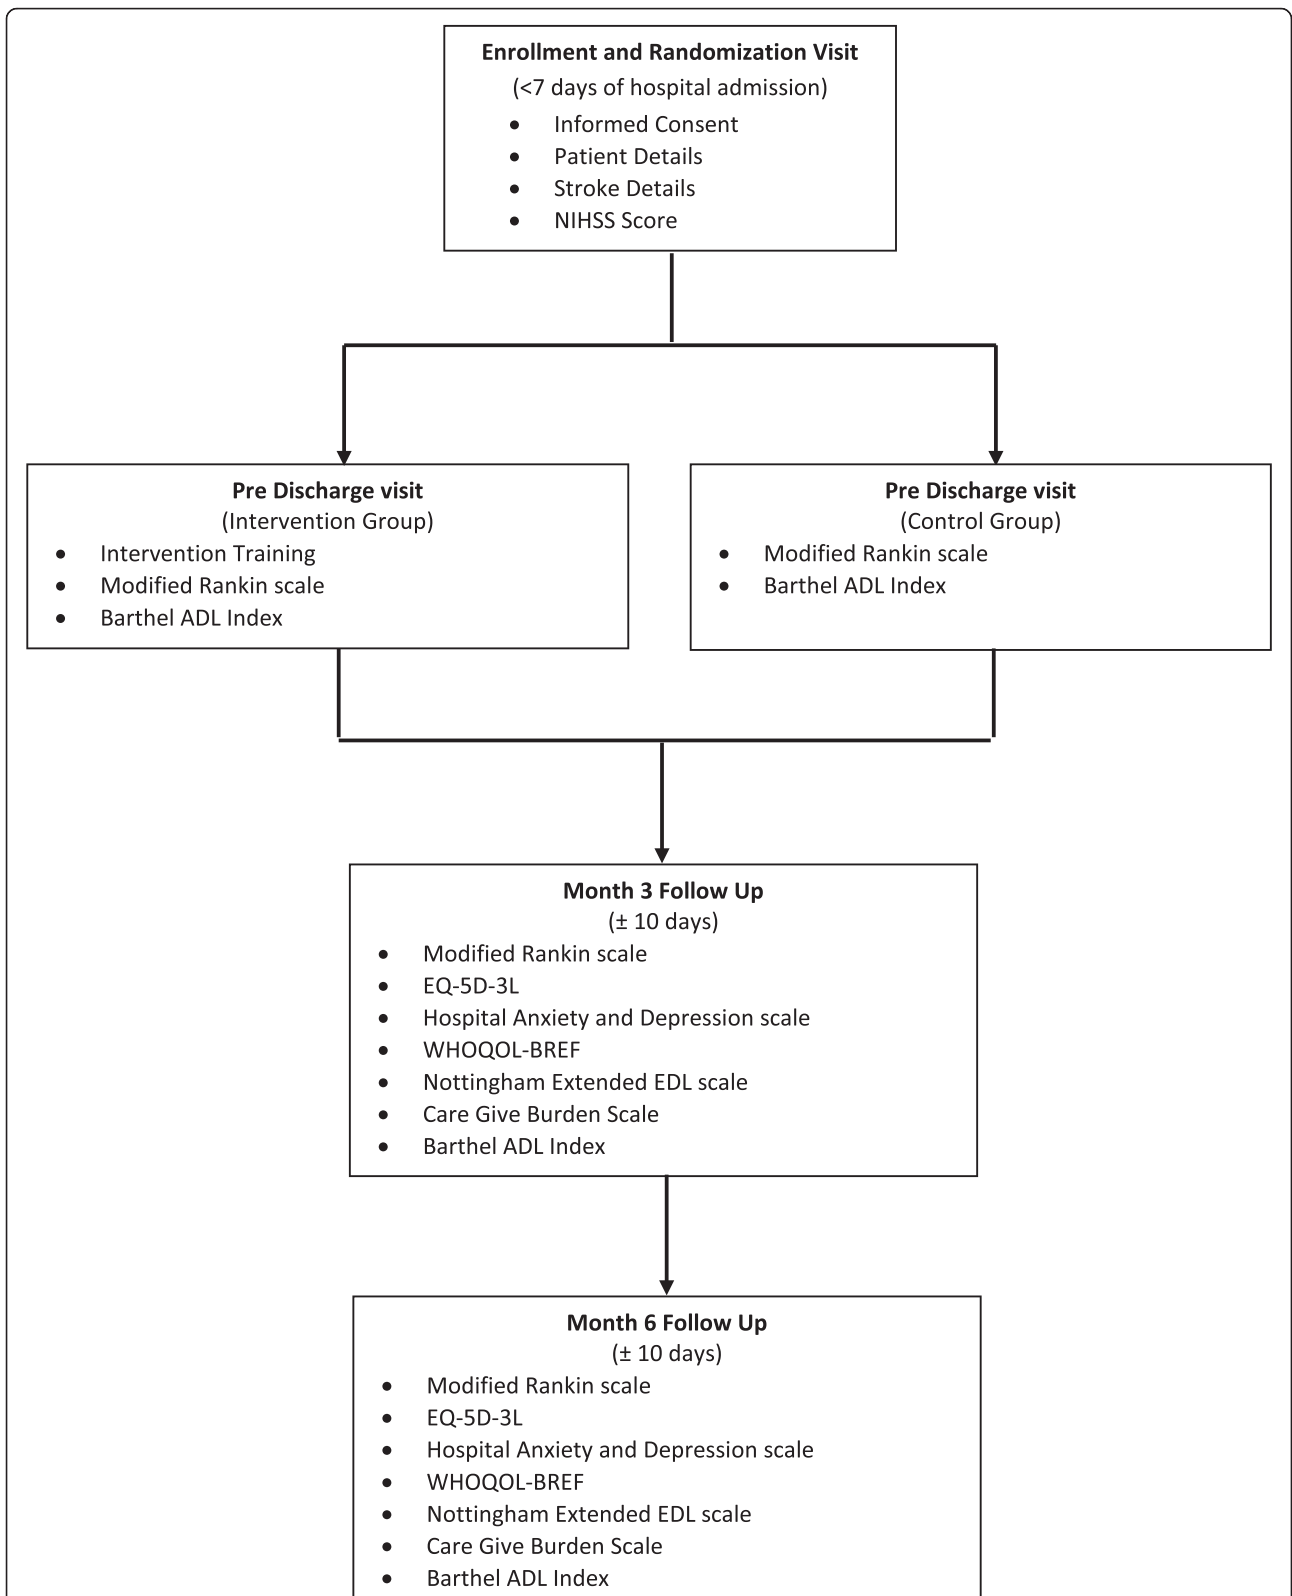 Enrollment and Randomization Visit
(<7 days of hospital admission)
• Informed Consent
• Patient Details
• Stroke Details
• NIHSS Score
Pre Discharge visit
(Intervention Group)
• Intervention Training
• Modified Rankin scale
• Barthel ADL Index
Pre Discharge visit
(Control Group)
• Modified Rankin scale
• Barthel ADL Index
Month 3 Follow Up
(± 10 days)
• Modified Rankin scale
• EQ-5D-3L
• Hospital Anxiety and Depression scale
• WHOQOL-BREF
• Nottingham Extended EDL scale
• Care Give Burden Scale
• Barthel ADL Index
Month 6 Follow Up
(± 10 days)
• Modified Rankin scale
• EQ-5D-3L
• Hospital Anxiety and Depression scale
• WHOQOL-BREF
• Nottingham Extended EDL scale
• Care Give Burden Scale
• Barthel ADL Index